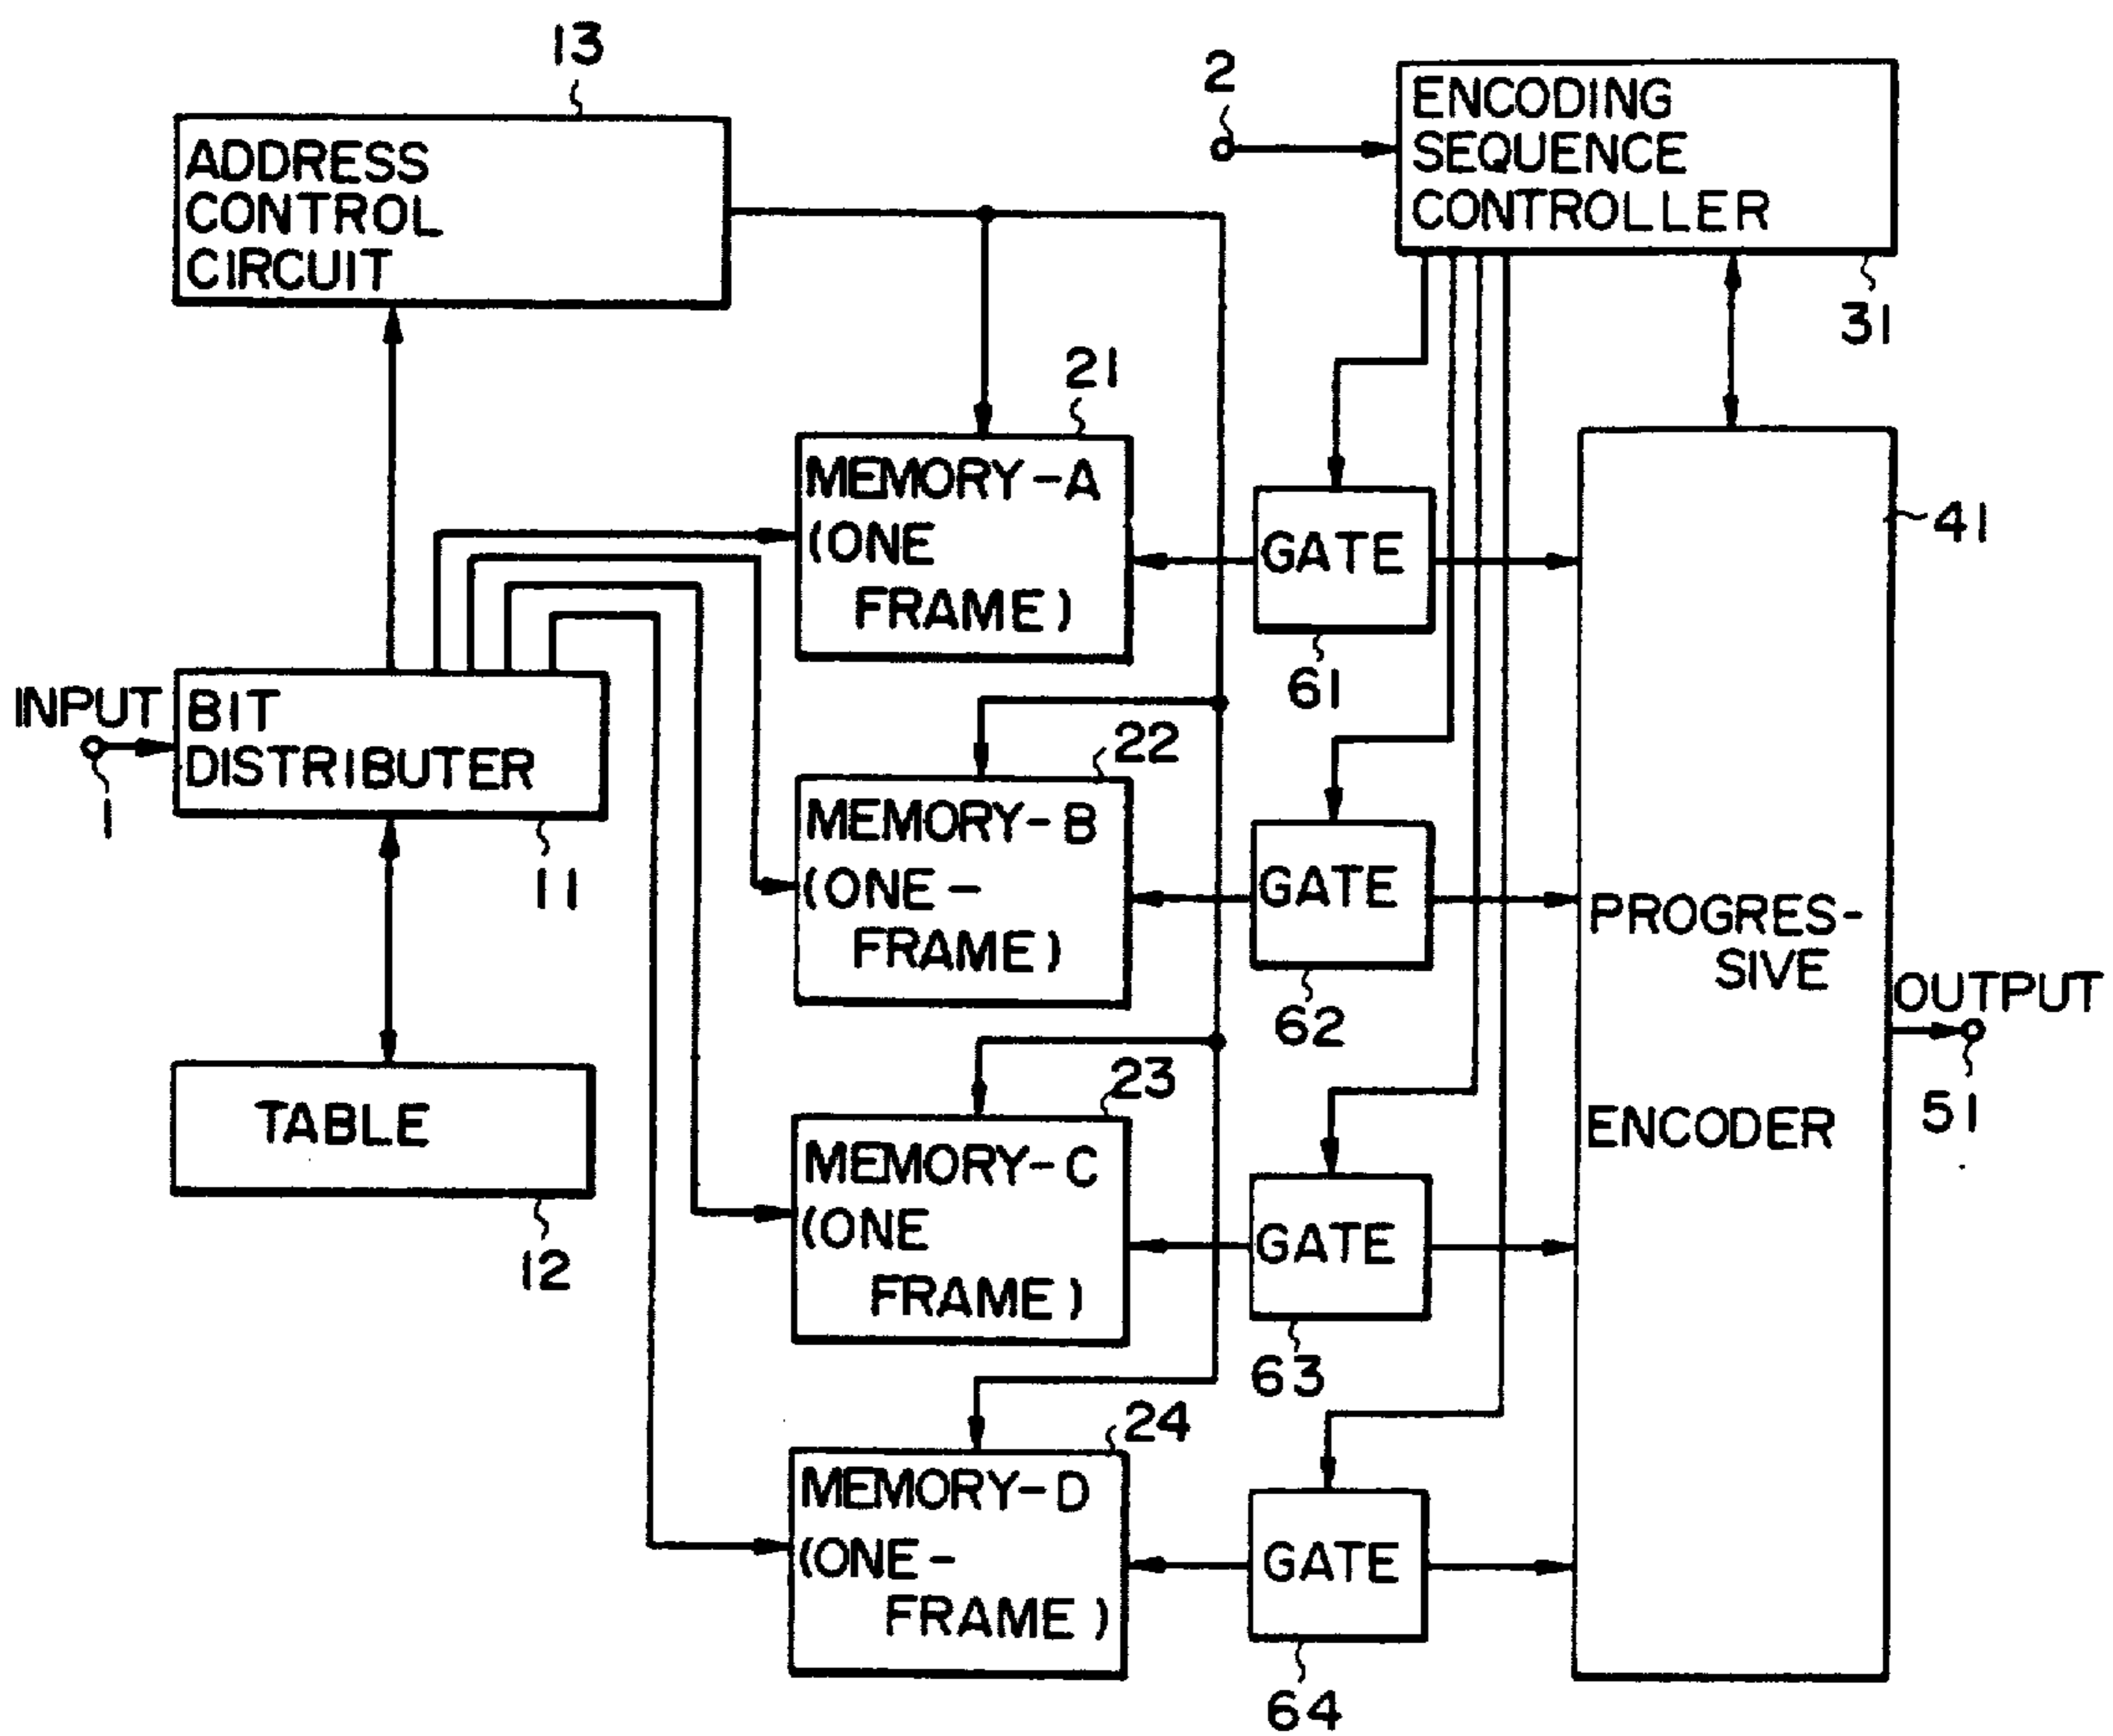 13
ADDRESS
CONTROL
CIRCUIT
2
ENCODING
SEQUENCE
CONTROLLER
31
21
MEMORY-A
(ONE
FRAME)
GATE
61
41
INPUT
1
BIT
DISTRIBUTER
11
22
MEMORY-B
(ONE-
FRAME)
GATE
62
PROGRES-
SIVE
ENCODER
OUTPUT
51
TABLE
12
23
MEMORY-C
(ONE
FRAME)
GATE
63
24
MEMORY-D
(ONE-
FRAME)
GATE
64